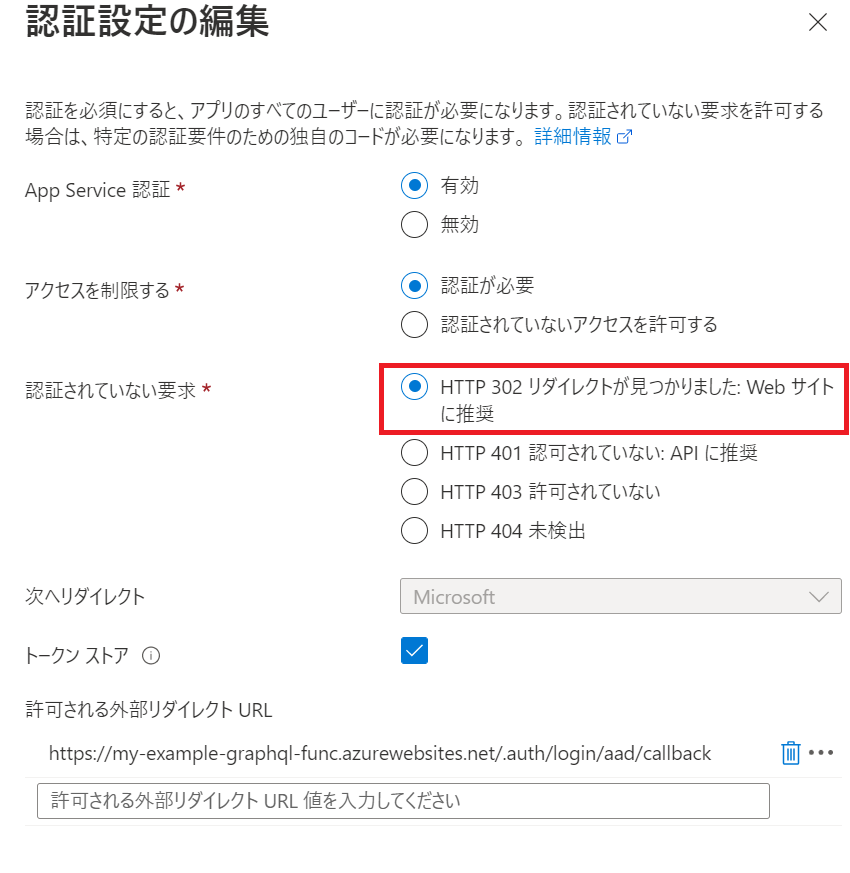 認証設定の編集
認証を必須にすると、アプリのすべてのユーザーに認証が必要になります。認証されていない要求を許可する
場合は、特定の認証要件のための独自のコードが必要になります。 詳細情報
App Service 認証 *
有効
無効
アクセスを制限する *
認証が必要
認証されていないアクセスを許可する
認証されていない要求 *
HTTP 302 リダイレクトが見つかりました: Web サイト
に推奨
HTTP 401 認可されていない: API に推奨
HTTP 403 許可されていない
HTTP 404 未検出
次へリダイレクト
Microsoft
トークン ストア
許可される外部リダイレクト URL
https://my-example-graphql-func.azurewebsites.net/.auth/login/aad/callback
許可される外部リダイレクト URL 値を入力してください